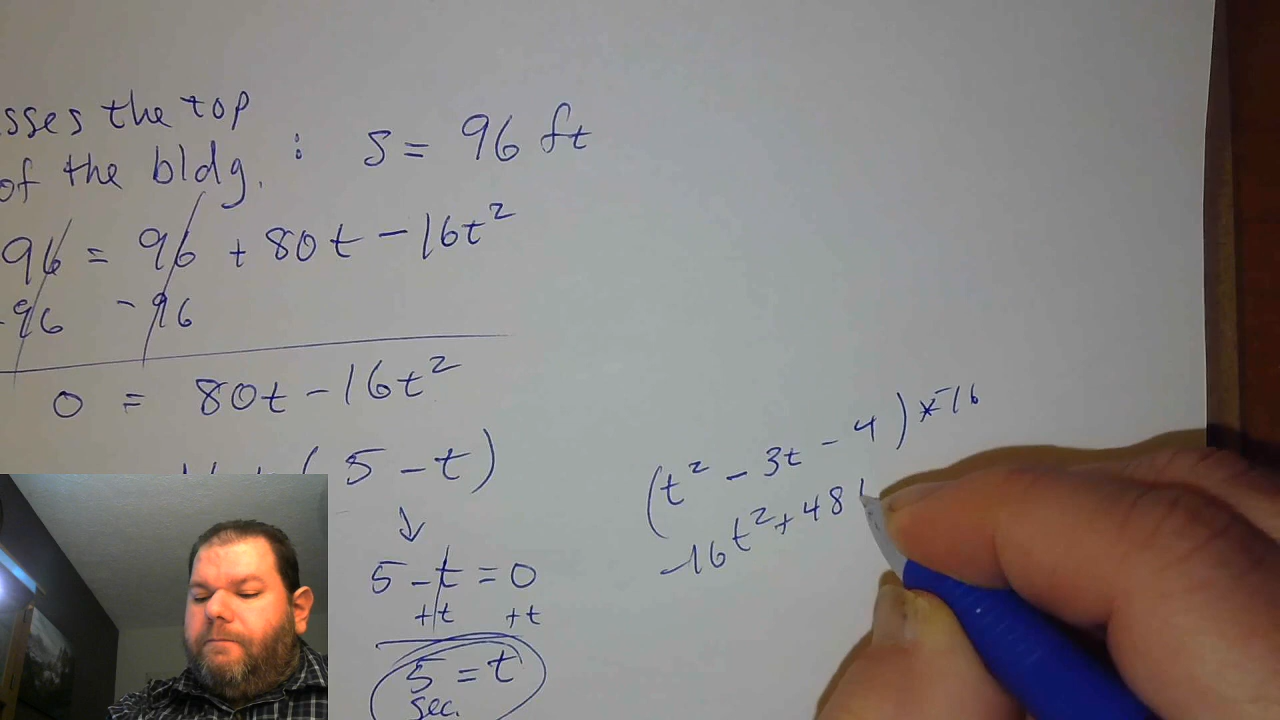 sses the top
of the bldg. : s = 96 ft
96 = 96 + 80t - 16t²
-96 - 96
0 = 80t - 16t²
( 5 - t )
↓
5 - t = 0
+t +t
5 = t
sec.
(t² - 3t - 4) * -16
-16t² + 48